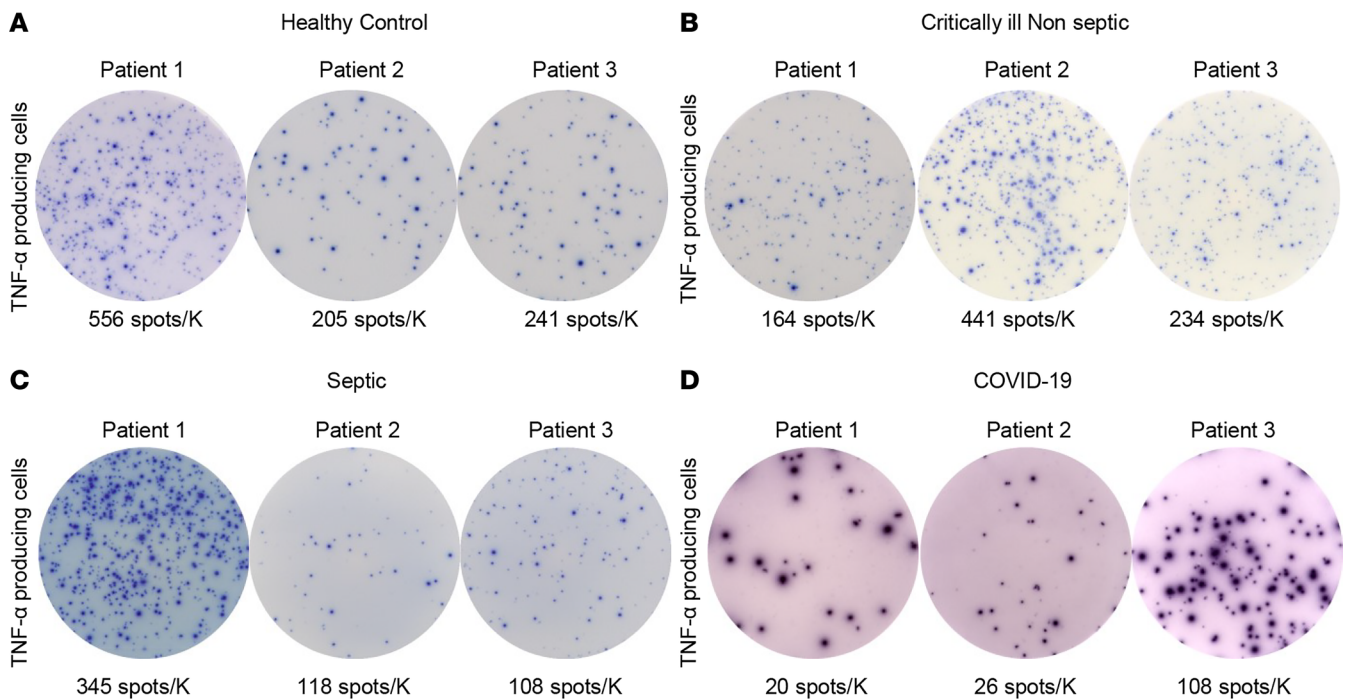 A
Healthy Control
Patient 1
Patient 2
Patient 3
TNF-α producing cells
556 spots/K
205 spots/K
241 spots/K
B
Critically ill Non septic
Patient 1
Patient 2
Patient 3
TNF-α producing cells
164 spots/K
441 spots/K
234 spots/K
C
Septic
Patient 1
Patient 2
Patient 3
TNF-α producing cells
345 spots/K
118 spots/K
108 spots/K
D
COVID-19
Patient 1
Patient 2
Patient 3
TNF-α producing cells
20 spots/K
26 spots/K
108 spots/K